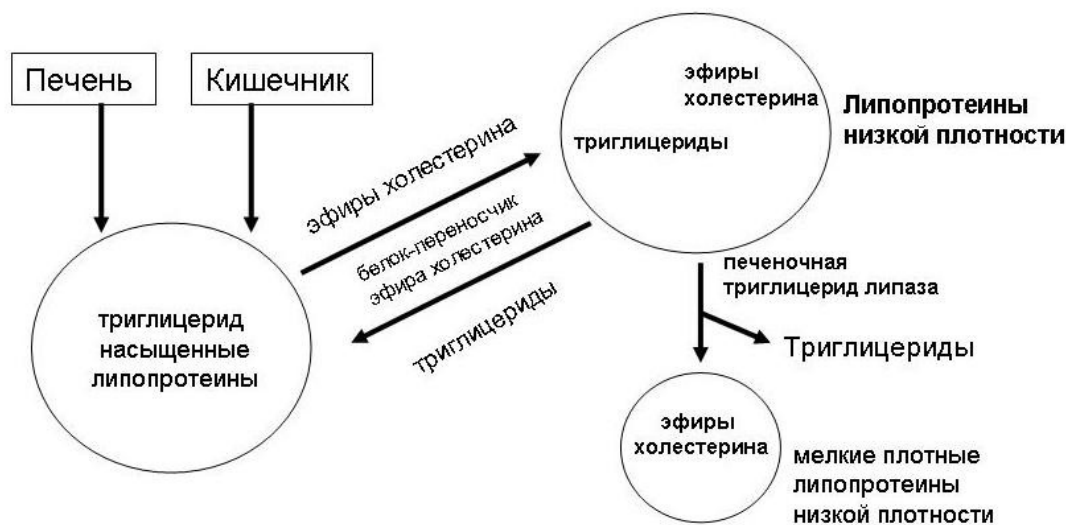 Печень
Кишечник
эфиры
холестерина
триглицериды
Липопротеины
низкой плотности
эфиры холестерина
белок-переносчик
эфира холестерина
триглицериды
триглицерид
насыщенные
липопротеины
печеночная
триглицерид липаза
Триглицериды
эфиры
холестерина
мелкие плотные
липопротеины
низкой плотности